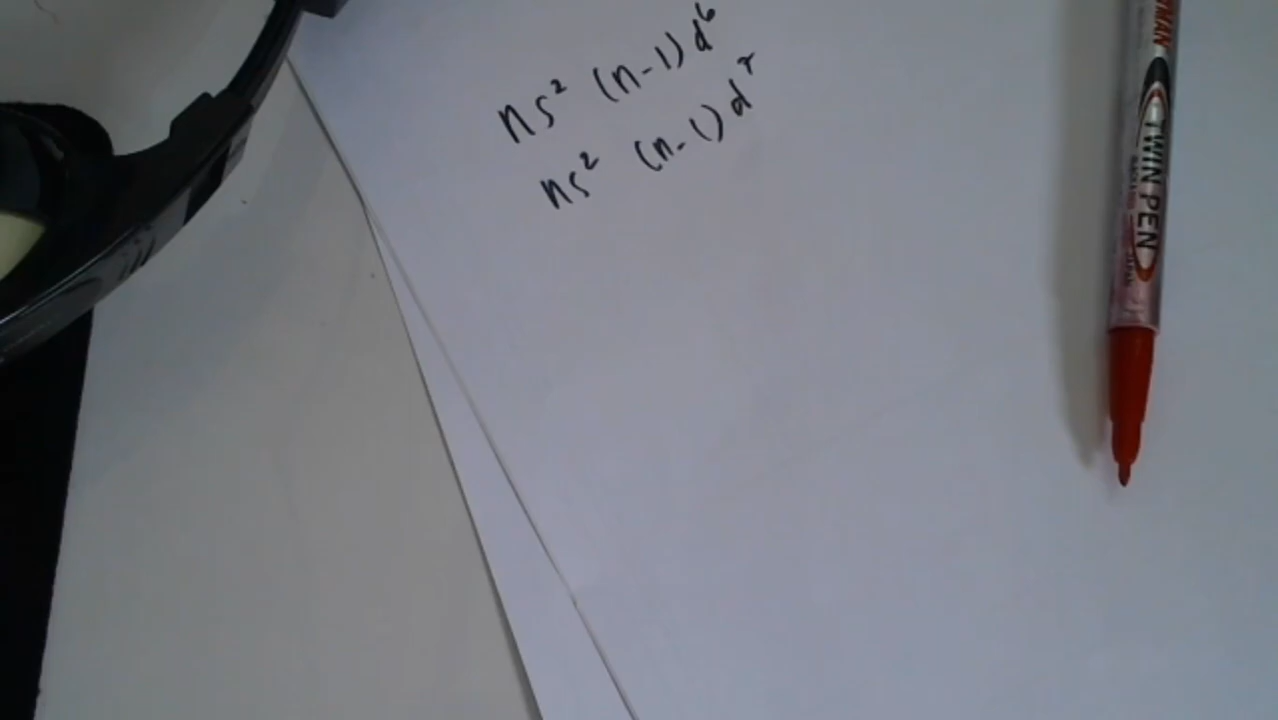 ns² (n-1)d⁶
ns² (n-1)d⁷
TWIN PEN